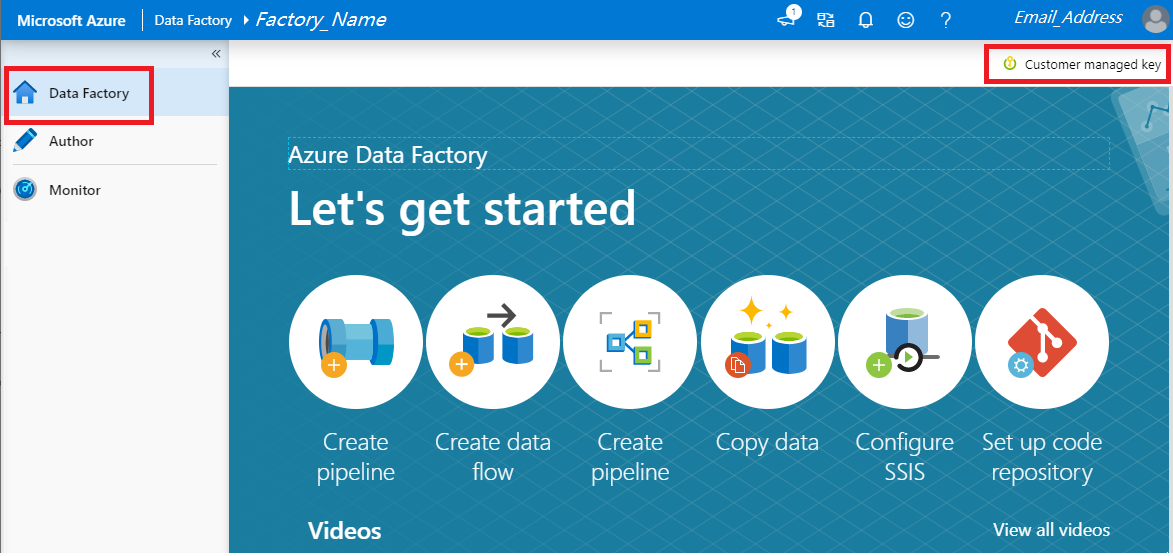 Microsoft Azure Data Factory Factory_Name 1 ? Email_Address
«
Customer managed key
Data Factory
Author
Monitor
Azure Data Factory
Let's get started
Create
pipeline
Create data
flow
Create
pipeline
Copy data
Configure
SSIS
Set up code
repository
Videos
View all videos